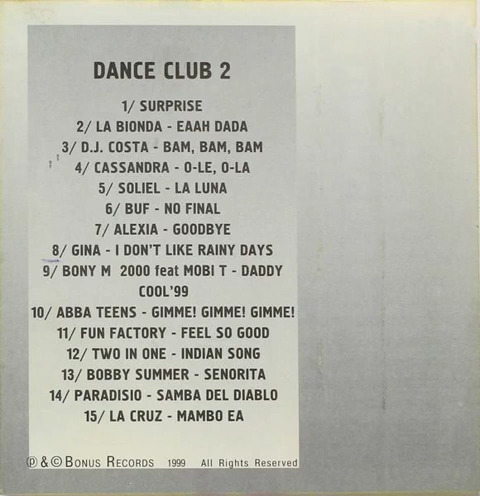 DANCE CLUB 2
1/ SURPRISE
2/ LA BIONDA - EAAH DADA
3/ D.J. COSTA - BAM, BAM, BAM
4/ CASSANDRA - O-LE, O-LA
5/ SOLIEL - LA LUNA
6/ BUF - NO FINAL
7/ ALEXIA - GOODBYE
8/ GINA - I DON'T LIKE RAINY DAYS
9/ BONY M 2000 feat MOBI T - DADDY
COOL'99
10/ ABBA TEENS - GIMME! GIMME! GIMME!
11/ FUN FACTORY - FEEL SO GOOD
12/ TWO IN ONE - INDIAN SONG
13/ BOBBY SUMMER - SENORITA
14/ PARADISIO - SAMBA DEL DIABLO
15/ LA CRUZ - MAMBO EA
℗ & © BONUS RECORDS 1999 All Rights Reserved